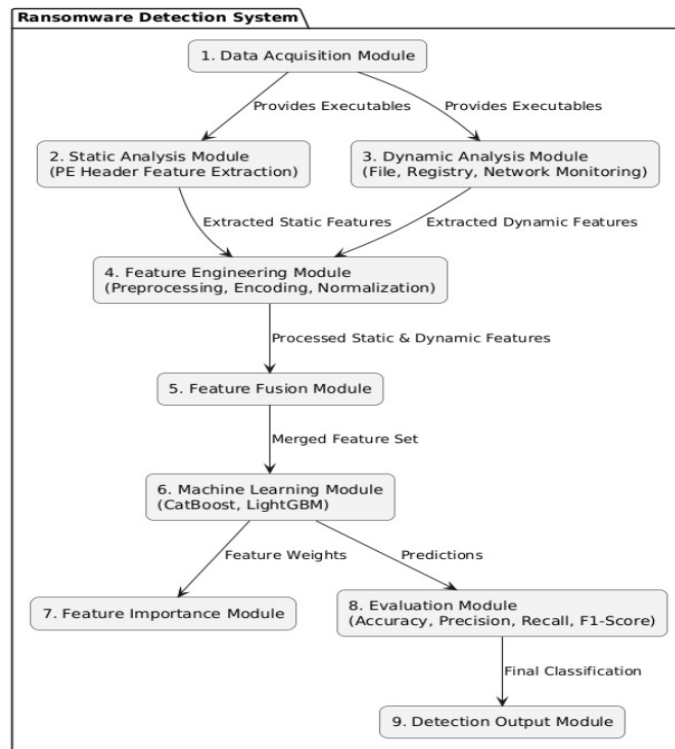 Ransomware Detection System
1. Data Acquisition Module
Provides Executables
Provides Executables
2. Static Analysis Module
(PE Header Feature Extraction)
3. Dynamic Analysis Module
(File, Registry, Network Monitoring)
Extracted Static Features
Extracted Dynamic Features
4. Feature Engineering Module
(Preprocessing, Encoding, Normalization)
Processed Static & Dynamic Features
5. Feature Fusion Module
Merged Feature Set
6. Machine Learning Module
(CatBoost, LightGBM)
Feature Weights
Predictions
7. Feature Importance Module
8. Evaluation Module
(Accuracy, Precision, Recall, F1-Score)
Final Classification
9. Detection Output Module